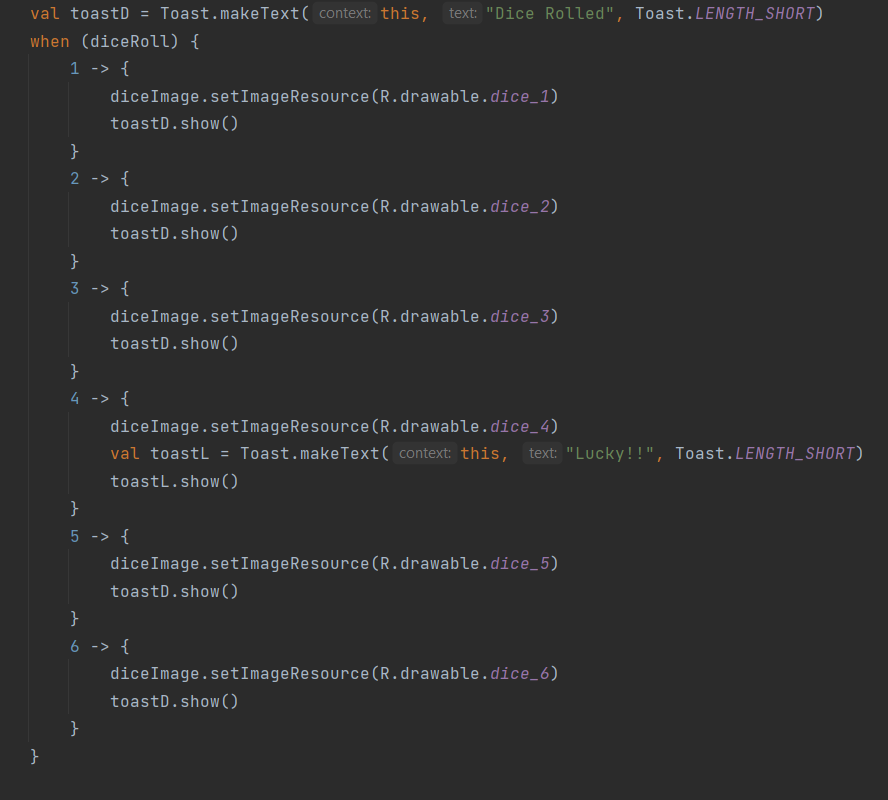 val toastD = Toast.makeText( context: this, text: "Dice Rolled", Toast.LENGTH_SHORT)
when (diceRoll) {
    1 -> {
        diceImage.setImageResource(R.drawable.dice_1)
        toastD.show()
    }
    2 -> {
        diceImage.setImageResource(R.drawable.dice_2)
        toastD.show()
    }
    3 -> {
        diceImage.setImageResource(R.drawable.dice_3)
        toastD.show()
    }
    4 -> {
        diceImage.setImageResource(R.drawable.dice_4)
        val toastL = Toast.makeText( context: this, text: "Lucky!!", Toast.LENGTH_SHORT)
        toastL.show()
    }
    5 -> {
        diceImage.setImageResource(R.drawable.dice_5)
        toastD.show()
    }
    6 -> {
        diceImage.setImageResource(R.drawable.dice_6)
        toastD.show()
    }
}